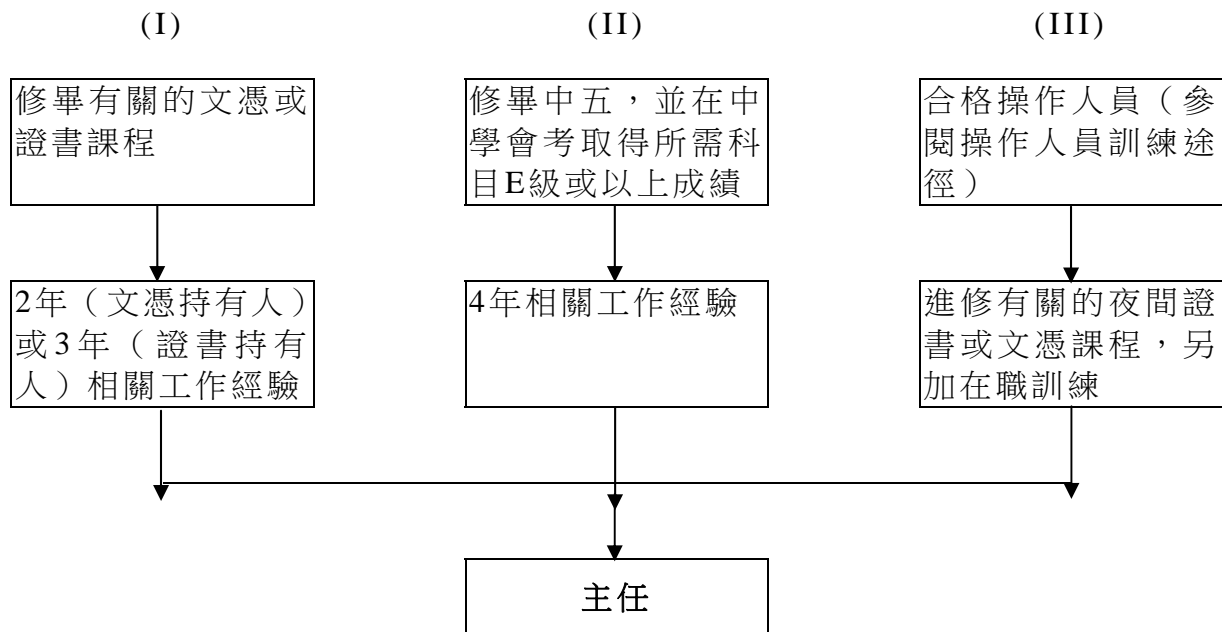 (I)
(II)
(III)
修畢有關的文憑或
證書課程
修畢中五，並在中
學會考取得所需科
目E級或以上成績
合格操作人員（參
閱操作人員訓練途
徑）
2年（文憑持有人）
或3年（證書持有
人）相關工作經驗
4年相關工作經驗
進修有關的夜間證
書或文憑課程，另
加在職訓練
主任